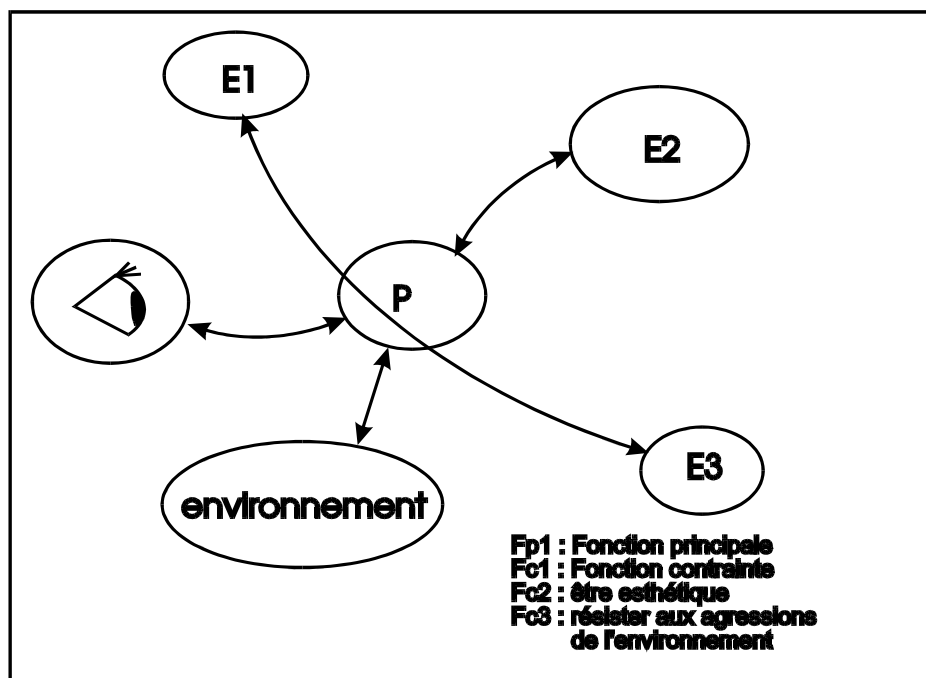 E1
E2
P
environnement
E3
Fp1 : Fonction principale
Fc1 : Fonction contrainte
Fc2 : être esthétique
Fc3 : résister aux agressions
de l'environnement